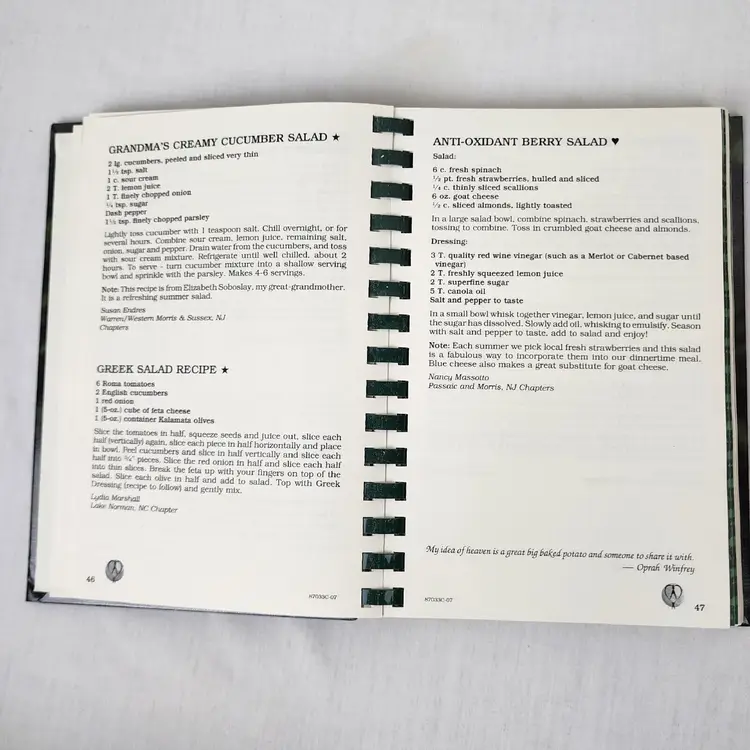 GRANDMA'S CREAMY CUCUMBER SALAD ★
2 lg. cucumbers, peeled and sliced very thin
1½ tsp. salt
1 c. sour cream
2 T. lemon juice
1 T. finely chopped onion
¼ tsp. sugar
Dash pepper
1½ tsp. finely chopped parsley
Lightly toss cucumber with 1 teaspoon salt. Chill overnight, or for
several hours. Combine sour cream, lemon juice, remaining salt,
onion, sugar and pepper. Drain water from the cucumbers, and toss
with sour cream mixture. Refrigerate until well chilled, about 2
hours. To serve - turn cucumber mixture into a shallow serving
bowl and sprinkle with the parsley. Makes 4-6 servings.
Note: This recipe is from Elizabeth Soboslay, my great-grandmother.
It is a refreshing summer salad.
Susan Endres
Warren/Western Morris & Sussex, NJ
Chapters
GREEK SALAD RECIPE ★
6 Roma tomatoes
2 English cucumbers
1 red onion
1 (5-oz.) cube of feta cheese
1 (5-oz.) container Kalamata olives
Slice the tomatoes in half, squeeze seeds and juice out, slice each
half (vertically) again, slice each piece in half horizontally and place
in bowl. Peel cucumbers and slice in half vertically and slice each
half into ¾" pieces. Slice the red onion in half and slice each half
into thin slices. Break the feta up with your fingers on top of the
salad. Slice each olive in half and add to salad. Top with Greek
Dressing (recipe to follow) and gently mix.
Lydia Marshall
Lake Norman, NC Chapter
46
87033C-07
ANTI-OXIDANT BERRY SALAD ♥
Salad:
6 c. fresh spinach
½ pt. fresh strawberries, hulled and sliced
¼ c. thinly sliced scallions
6 oz. goat cheese
½ c. sliced almonds, lightly toasted
In a large salad bowl, combine spinach, strawberries and scallions,
tossing to combine. Toss in crumbled goat cheese and almonds.
Dressing:
3 T. quality red wine vinegar (such as a Merlot or Cabernet based
vinegar)
2 T. freshly squeezed lemon juice
2 T. superfine sugar
5 T. canola oil
Salt and pepper to taste
In a small bowl whisk together vinegar, lemon juice, and sugar until
the sugar has dissolved. Slowly add oil, whisking to emulsify. Season
with salt and pepper to taste, add to salad and enjoy!
Note: Each summer we pick local fresh strawberries and this salad
is a fabulous way to incorporate them into our dinnertime meal.
Blue cheese also makes a great substitute for goat cheese.
Nancy Massotto
Passaic and Morris, NJ Chapters
My idea of heaven is a great big baked potato and someone to share it with.
— Oprah Winfrey
87033C-07
47